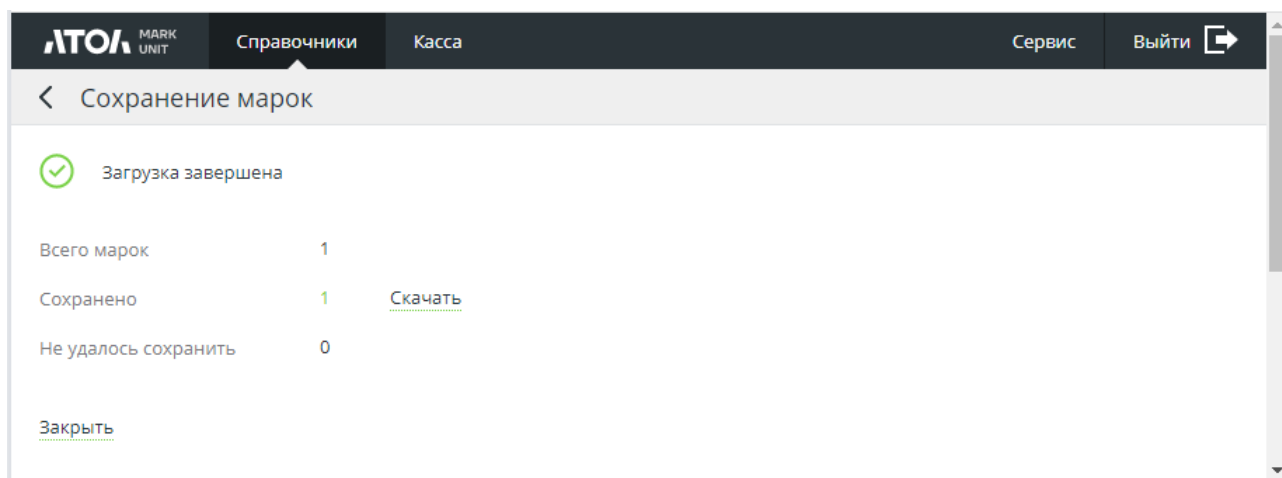 АТОЛ MARK UNIT Справочники Касса Сервис Выйти
Сохранение марок
Загрузка завершена
Всего марок 1
Сохранено 1 Скачать
Не удалось сохранить 0
Закрыть